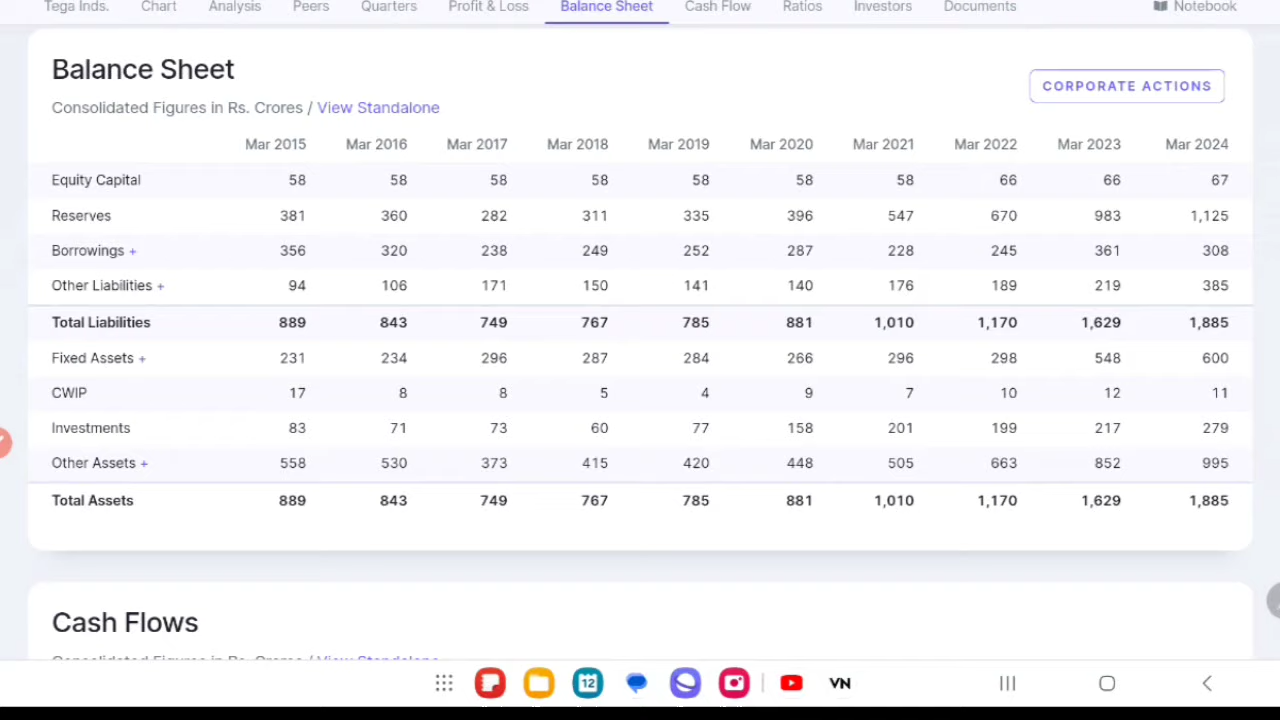 Tega Inds. Chart Analysis Peers Quarters Profit & Loss Balance Sheet Cash Flow Ratios Investors Documents Notebook
Balance Sheet
CORPORATE ACTIONS
Consolidated Figures in Rs. Crores / View Standalone
Mar 2015 Mar 2016 Mar 2017 Mar 2018 Mar 2019 Mar 2020 Mar 2021 Mar 2022 Mar 2023 Mar 2024
Equity Capital 58 58 58 58 58 58 58 66 66 67
Reserves 381 360 282 311 335 396 547 670 983 1,125
Borrowings + 356 320 238 249 252 287 228 245 361 308
Other Liabilities + 94 106 171 150 141 140 176 189 219 385
Total Liabilities 889 843 749 767 785 881 1,010 1,170 1,629 1,885
Fixed Assets + 231 234 296 287 284 266 296 298 548 600
CWIP 17 8 8 5 4 9 7 10 12 11
Investments 83 71 73 60 77 158 201 199 217 279
Other Assets + 558 530 373 415 420 448 505 663 852 995
Total Assets 889 843 749 767 785 881 1,010 1,170 1,629 1,885
Cash Flows
Consolidated Figures in Rs. Crores / View Standalone
12 VN